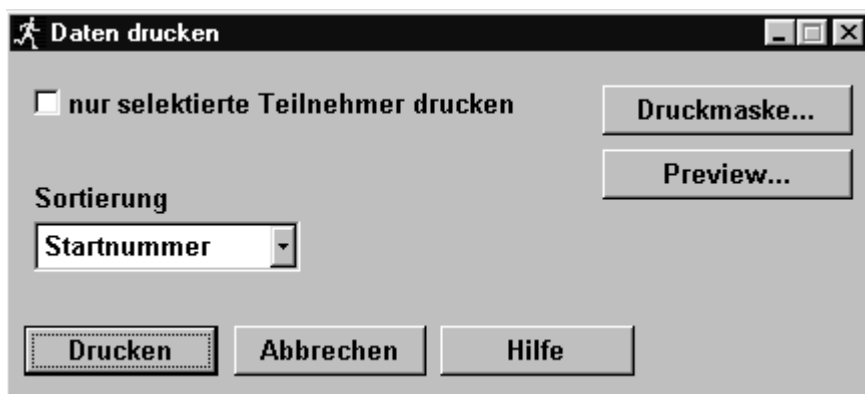 Daten drucken
nur selektierte Teilnehmer drucken
Druckmaske...
Preview...
Sortierung
Startnummer
Drucken
Abbrechen
Hilfe